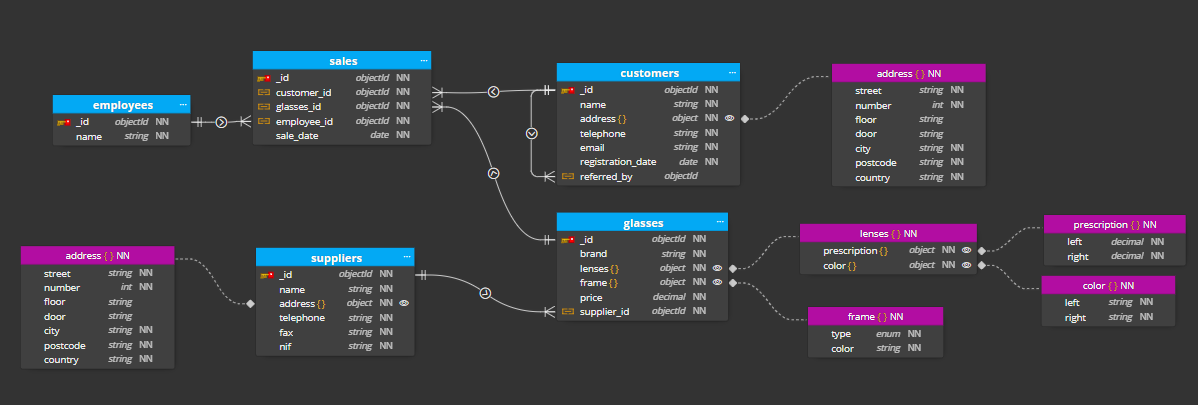 employees ...
_id objectId NN
name string NN
sales ...
_id objectId NN
customer_id objectId NN
glasses_id objectId NN
employee_id objectId NN
sale_date date NN
customers ...
_id objectId NN
name string NN
address { } object NN
telephone string NN
email string NN
registration_date date NN
referred_by objectId
address { } NN
street string NN
number int NN
floor string
door string
city string NN
postcode string NN
country string NN
address { } NN
street string NN
number int NN
floor string
door string
city string NN
postcode string NN
country string NN
suppliers ...
_id objectId NN
name string NN
address { } object NN
telephone string NN
fax string NN
nif string NN
glasses ...
_id objectId NN
brand string NN
lenses { } object NN
frame { } object NN
price decimal NN
supplier_id objectId NN
lenses { } NN
prescription { } object NN
color { } object NN
frame { } NN
type enum NN
color string NN
prescription { } NN
left decimal NN
right decimal NN
color { } NN
left string NN
right string NN